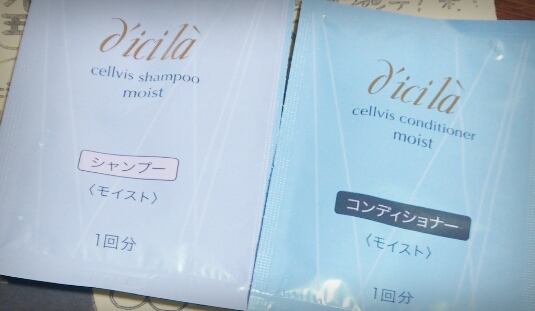 d'icilà
cellvis shampoo
moist
シャンプー
〈モイスト〉
1回分
d'icilà
cellvis conditioner
moist
コンディショナー
〈モイスト〉
1回分